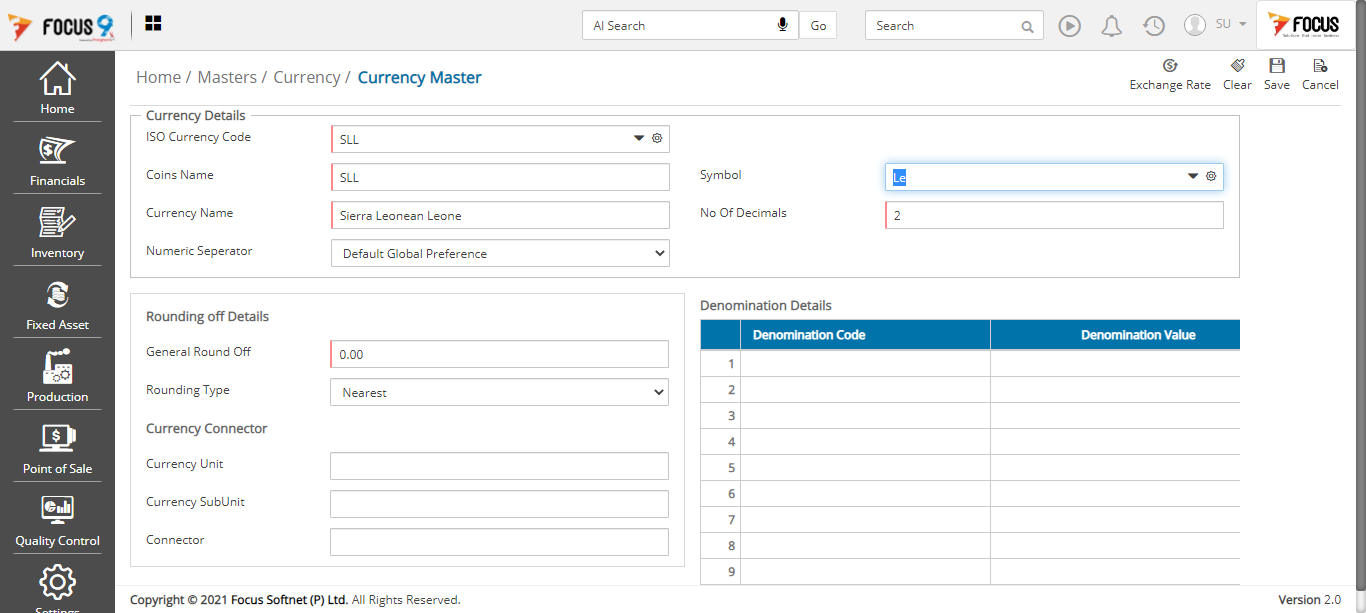 FOCUS 9
AI Search
Go
Search
SU
FOCUS
Home / Masters / Currency / Currency Master
Exchange Rate
Clear
Save
Cancel
Home
Financials
Inventory
Fixed Asset
Production
Point of Sale
Quality Control
Settings
Currency Details
ISO Currency Code
SLL
Coins Name
SLL
Symbol
Le
Currency Name
Sierra Leonean Leone
No Of Decimals
2
Numeric Seperator
Default Global Preference
Rounding off Details
General Round Off
0.00
Rounding Type
Nearest
Currency Connector
Currency Unit
Currency SubUnit
Connector
Denomination Details
Denomination Code
Denomination Value
1
2
3
4
5
6
7
8
9
Copyright © 2021 Focus Softnet (P) Ltd. All Rights Reserved.
Version 2.0